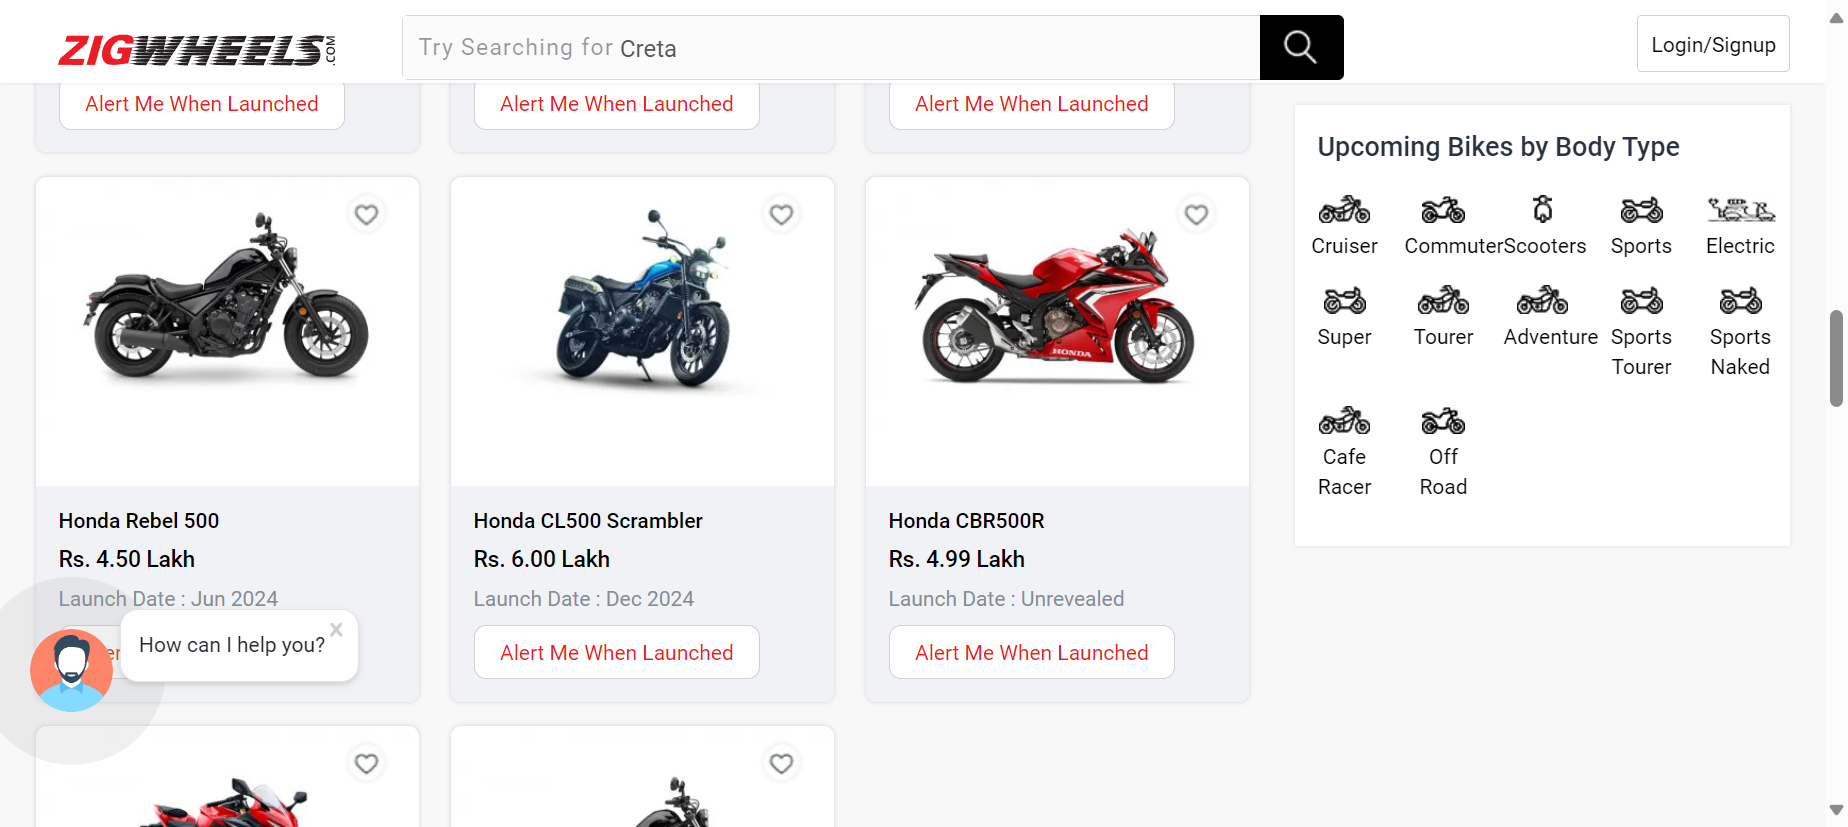 ZIGWHEELS.COM
Try Searching for Creta
Login/Signup
Alert Me When Launched
Alert Me When Launched
Alert Me When Launched
HONDA
Honda Rebel 500
Rs. 4.50 Lakh
Launch Date : Jun 2024
Honda CL500 Scrambler
Rs. 6.00 Lakh
Launch Date : Dec 2024
Alert Me When Launched
Honda CBR500R
Rs. 4.99 Lakh
Launch Date : Unrevealed
Alert Me When Launched
How can I help you?
Upcoming Bikes by Body Type
Cruiser
Commuter
Scooters
Sports
Electric
Super
Tourer
Adventure
Sports
Tourer
Sports
Naked
Cafe
Racer
Off
Road